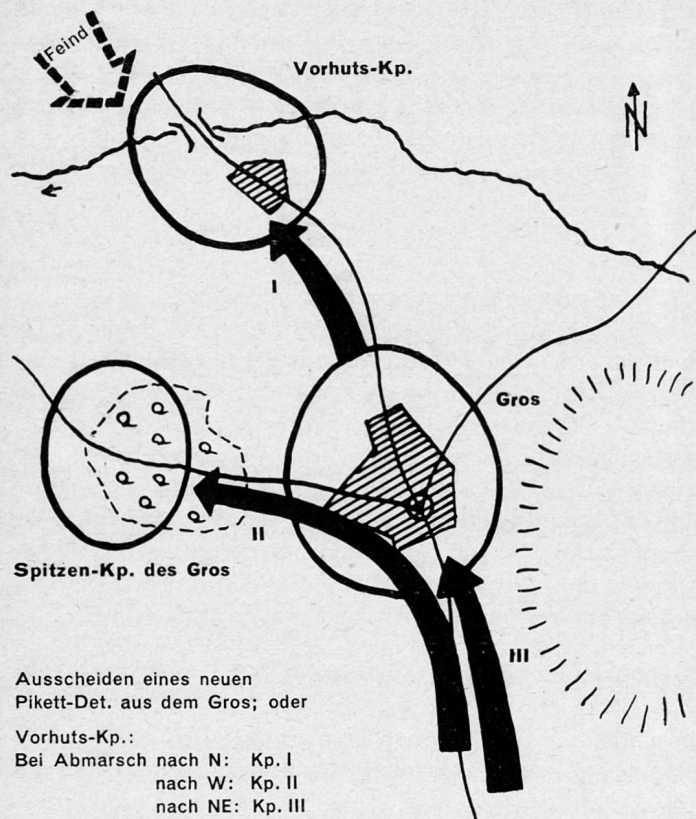 Feind
Vorhuts-Kp.
N
I
Gros
II
Spitzen-Kp. des Gros
III
Ausscheiden eines neuen
Pikett-Det. aus dem Gros; oder
Vorhuts-Kp.:
Bei Abmarsch nach N: Kp. I
nach W: Kp. II
nach NE: Kp. III